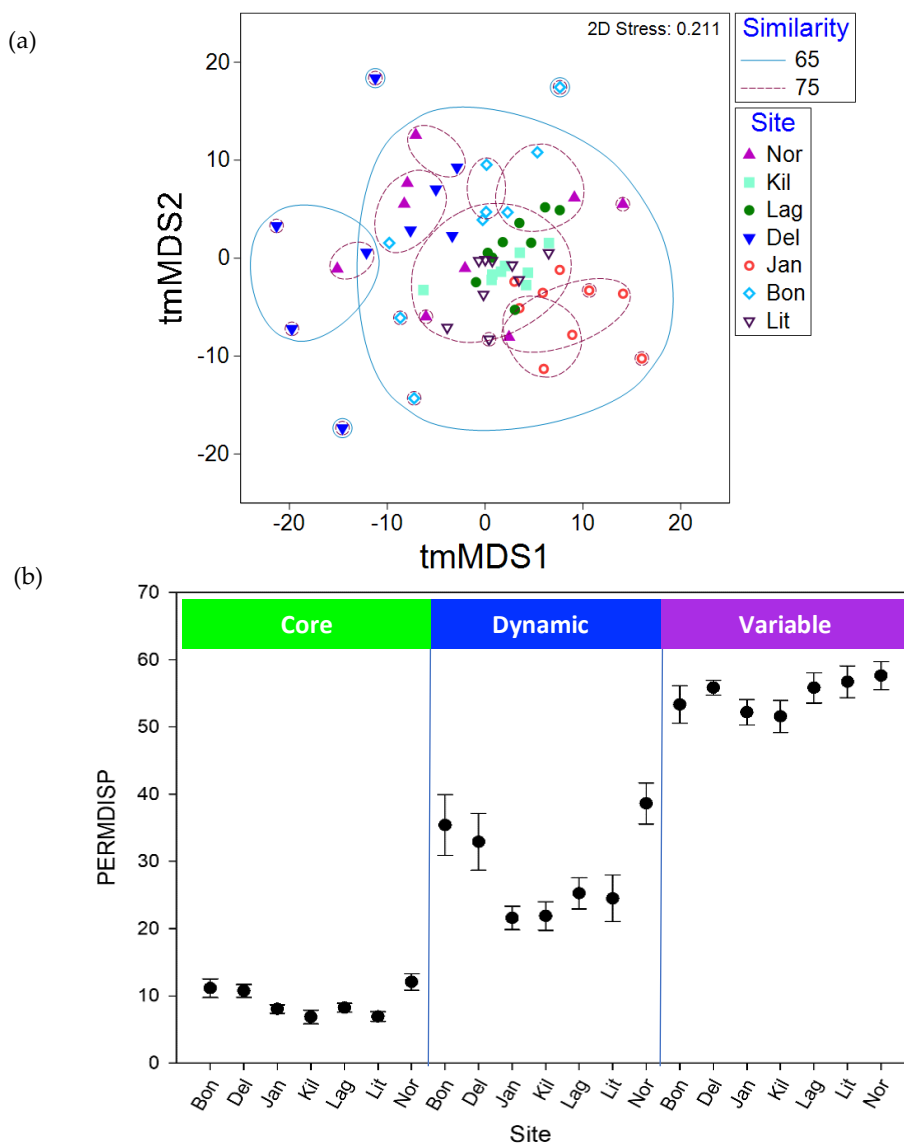 (a)
2D Stress: 0.211
Similarity
65
75
Site
Nor
Kil
Lag
Del
Jan
Bon
Lit
tmMDS2
20
10
0
-10
-20
-20 -10 0 10 20
tmMDS1
(b)
Core Dynamic Variable
PERMDISP
70
60
50
40
30
20
10
0
Bon Del Jan Kil Lag Lit Nor Bon Del Jan Kil Lag Lit Nor Bon Del Jan Kil Lag Lit Nor
Site